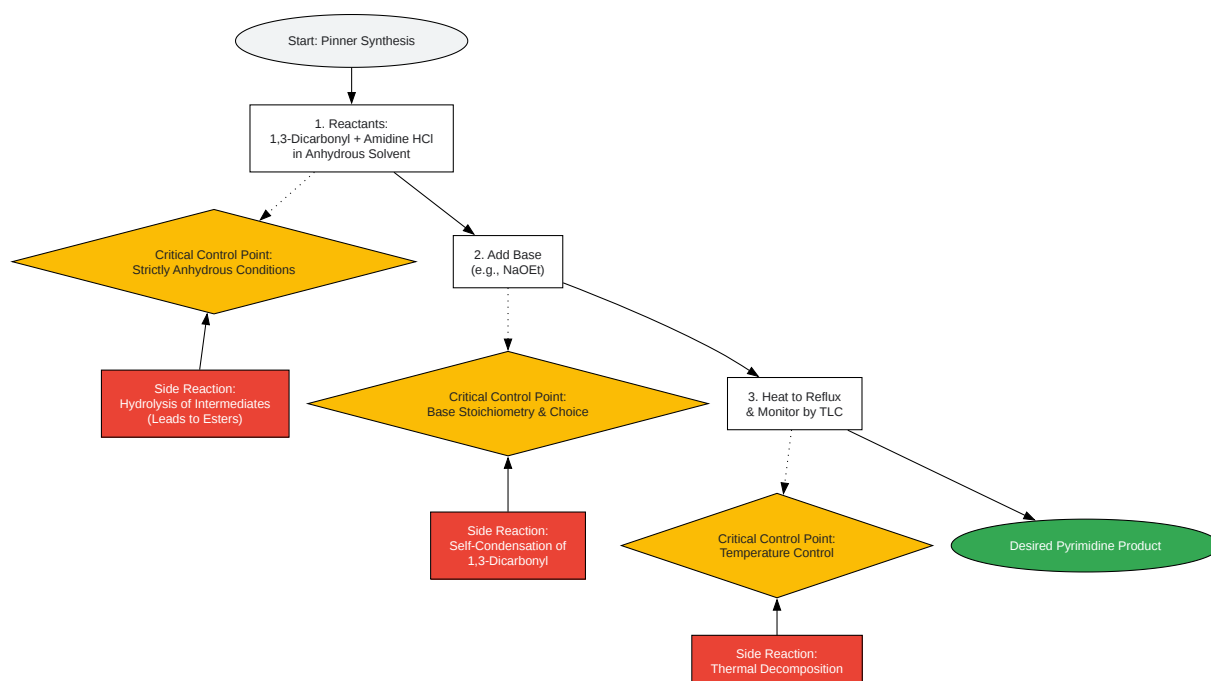 Start: Pinner Synthesis
1. Reactants:
1,3-Dicarbonyl + Amidine HCl
in Anhydrous Solvent
Critical Control Point:
Strictly Anhydrous Conditions
2. Add Base
(e.g., NaOEt)
Side Reaction:
Hydrolysis of Intermediates
(Leads to Esters)
Critical Control Point:
Base Stoichiometry & Choice
3. Heat to Reflux
& Monitor by TLC
Side Reaction:
Self-Condensation of
1,3-Dicarbonyl
Critical Control Point:
Temperature Control
Desired Pyrimidine Product
Side Reaction:
Thermal Decomposition